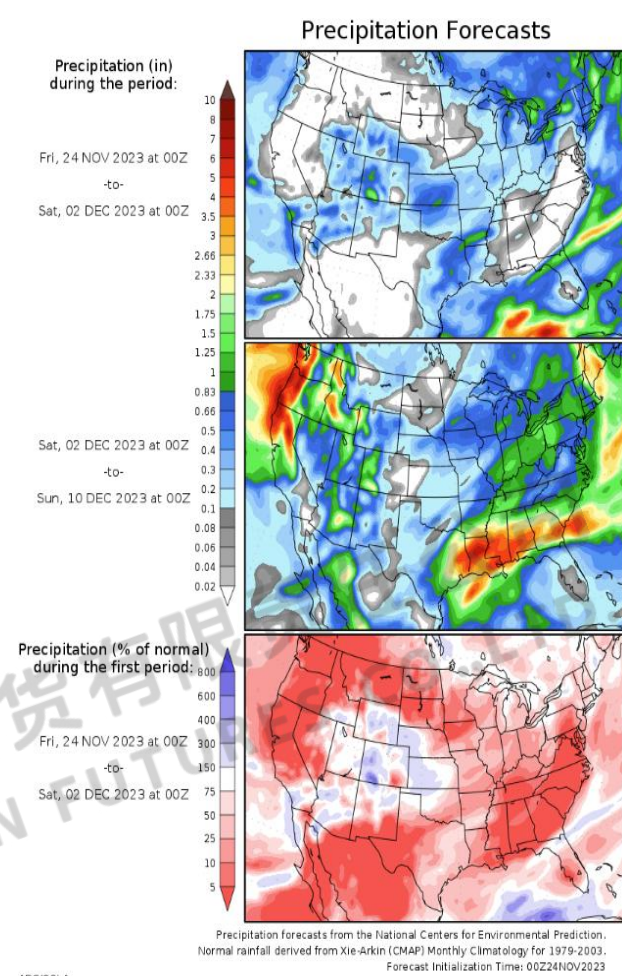 Precipitation Forecasts
Precipitation (in)
during the period:
Fri, 24 NOV 2023 at 00Z
-to-
Sat, 02 DEC 2023 at 00Z
10
8
7
6
5
4
3.5
3
2.66
2.33
2
1.75
1.5
1.25
1
0.83
0.66
0.5
0.4
0.3
0.2
0.1
0.08
0.06
0.04
0.02
Sat, 02 DEC 2023 at 00Z
-to-
Sun, 10 DEC 2023 at 00Z
Precipitation (% of normal)
during the first period:
Fri, 24 NOV 2023 at 00Z
-to-
Sat, 02 DEC 2023 at 00Z
800
600
400
300
150
75
50
25
10
5
货有限
N FUTURES CO.,LTD
Precipitation forecasts from the National Centers for Environmental Prediction.
Normal rainfall derived from Xie-Arkin (CMAP) Monthly Climatology for 1979-2003.
Forecast Initialization Time: 00Z24NOV2023